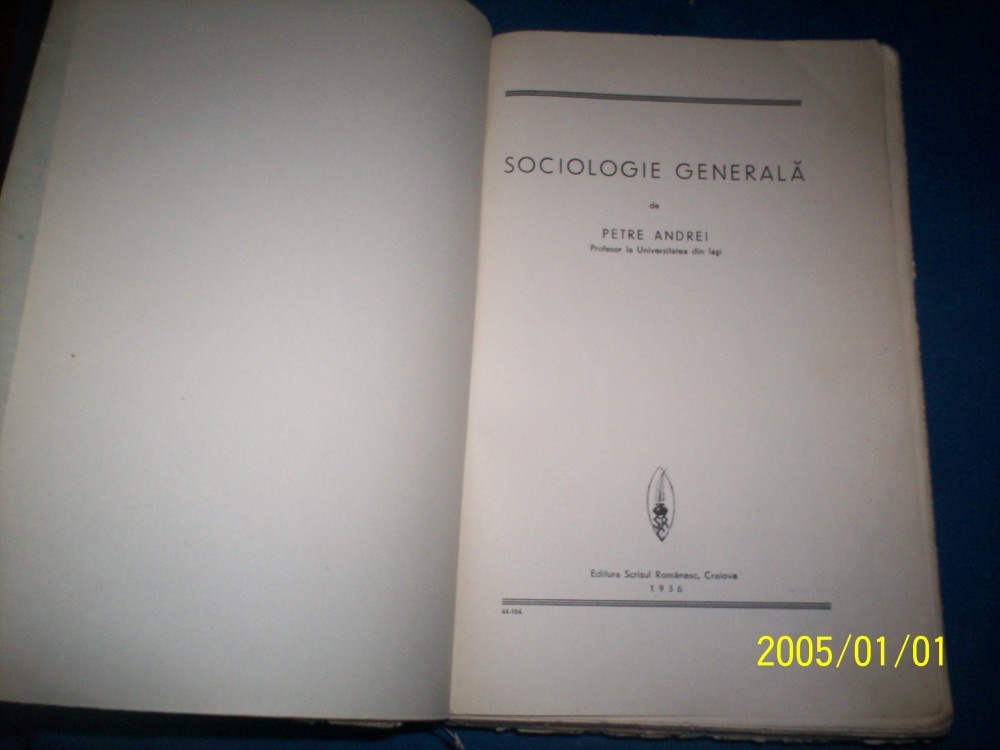 SOCIOLOGIE GENERALĂ
de
PETRE ANDREI
Profesor la Universitatea din Iaşi
Editura Scrisul Românesc, Craiova
1936
44-104
2005/01/01